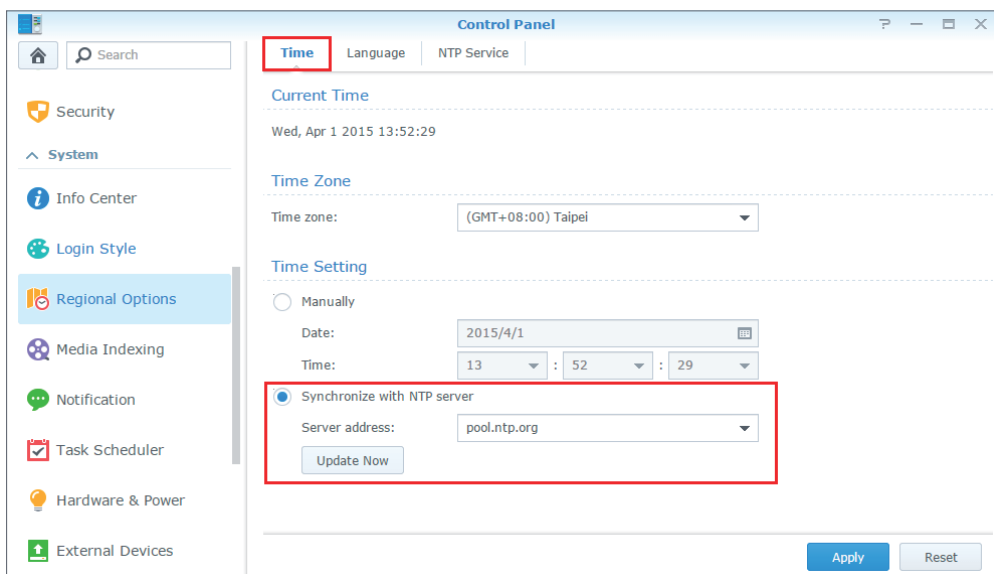 Control Panel
?
Search
Security
System
Info Center
Login Style
Regional Options
Media Indexing
Notification
Task Scheduler
Hardware & Power
External Devices
Time Language NTP Service
Current Time
Wed, Apr 1 2015 13:52:29
Time Zone
Time zone: (GMT+08:00) Taipei
Time Setting
Manually
Date: 2015/4/1
Time: 13 : 52 : 29
Synchronize with NTP server
Server address: pool.ntp.org
Update Now
Apply Reset